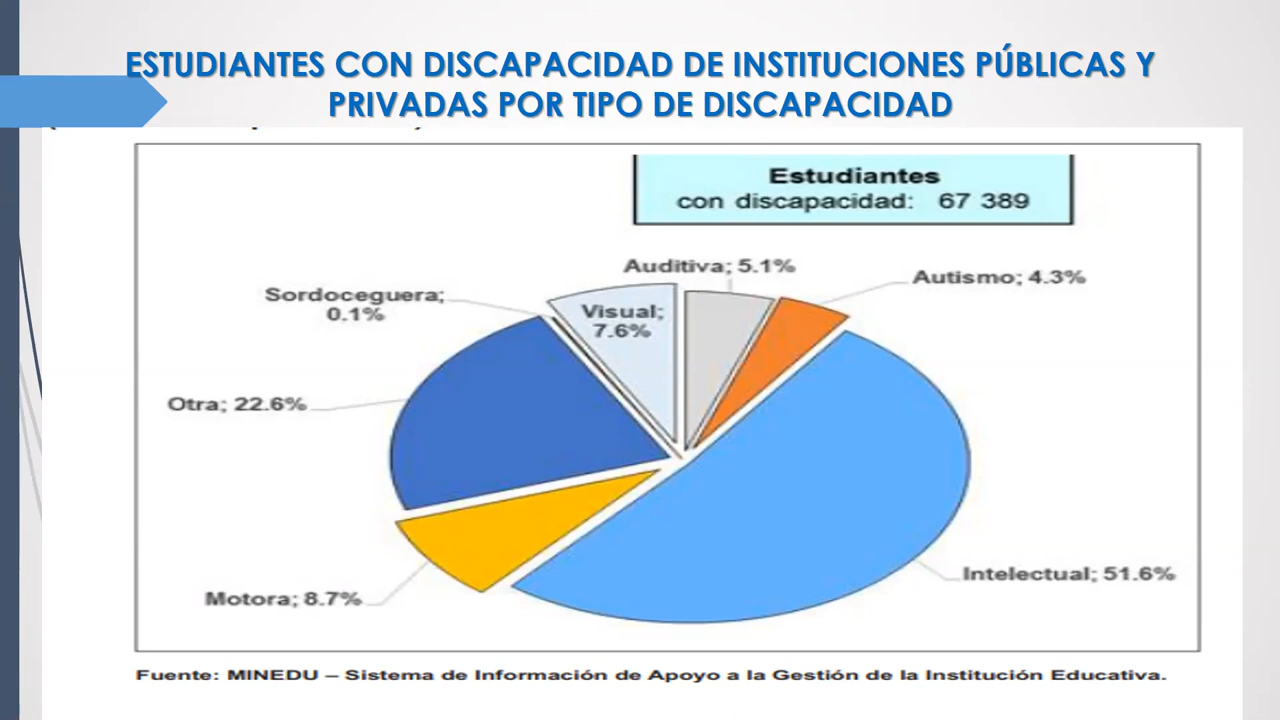 ESTUDIANTES CON DISCAPACIDAD DE INSTITUCIONES PÚBLICAS Y
PRIVADAS POR TIPO DE DISCAPACIDAD
Estudiantes
con discapacidad: 67 389
Auditiva; 5.1%
Autismo; 4.3%
Sordoceguera;
0.1%
Visual;
7.6%
Otra; 22.6%
Intelectual; 51.6%
Motora; 8.7%
Fuente: MINEDU – Sistema de Información de Apoyo a la Gestión de la Institución Educativa.